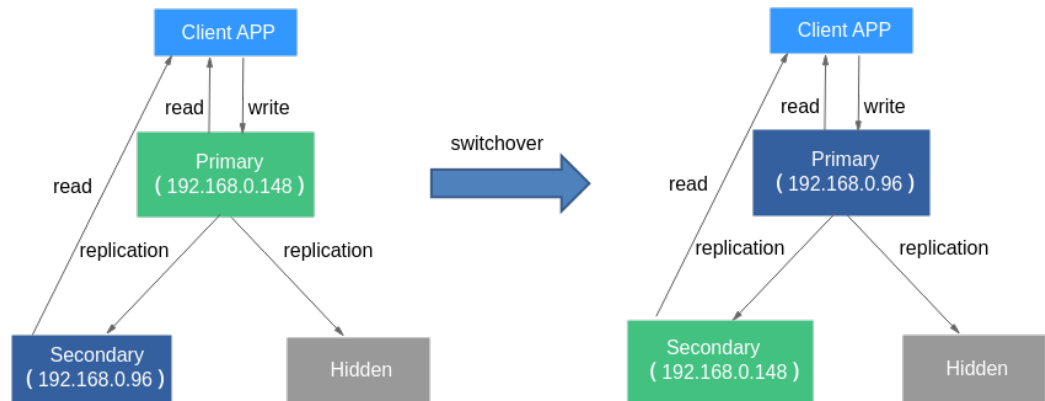 Client APP
read
write
Primary
( 192.168.0.148 )
read
replication
replication
Secondary
( 192.168.0.96 )
Hidden
switchover
Client APP
read
write
Primary
( 192.168.0.96 )
read
replication
replication
Secondary
( 192.168.0.148 )
Hidden